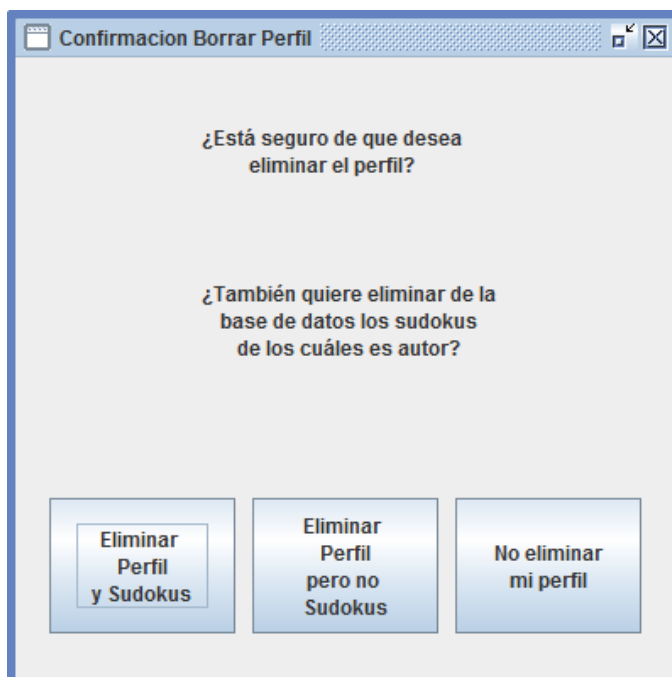 Confirmacion Borrar Perfil
¿Está seguro de que desea
eliminar el perfil?
¿También quiere eliminar de la
base de datos los sudokus
de los cuáles es autor?
Eliminar
Perfil
y Sudokus
Eliminar
Perfil
pero no
Sudokus
No eliminar
mi perfil